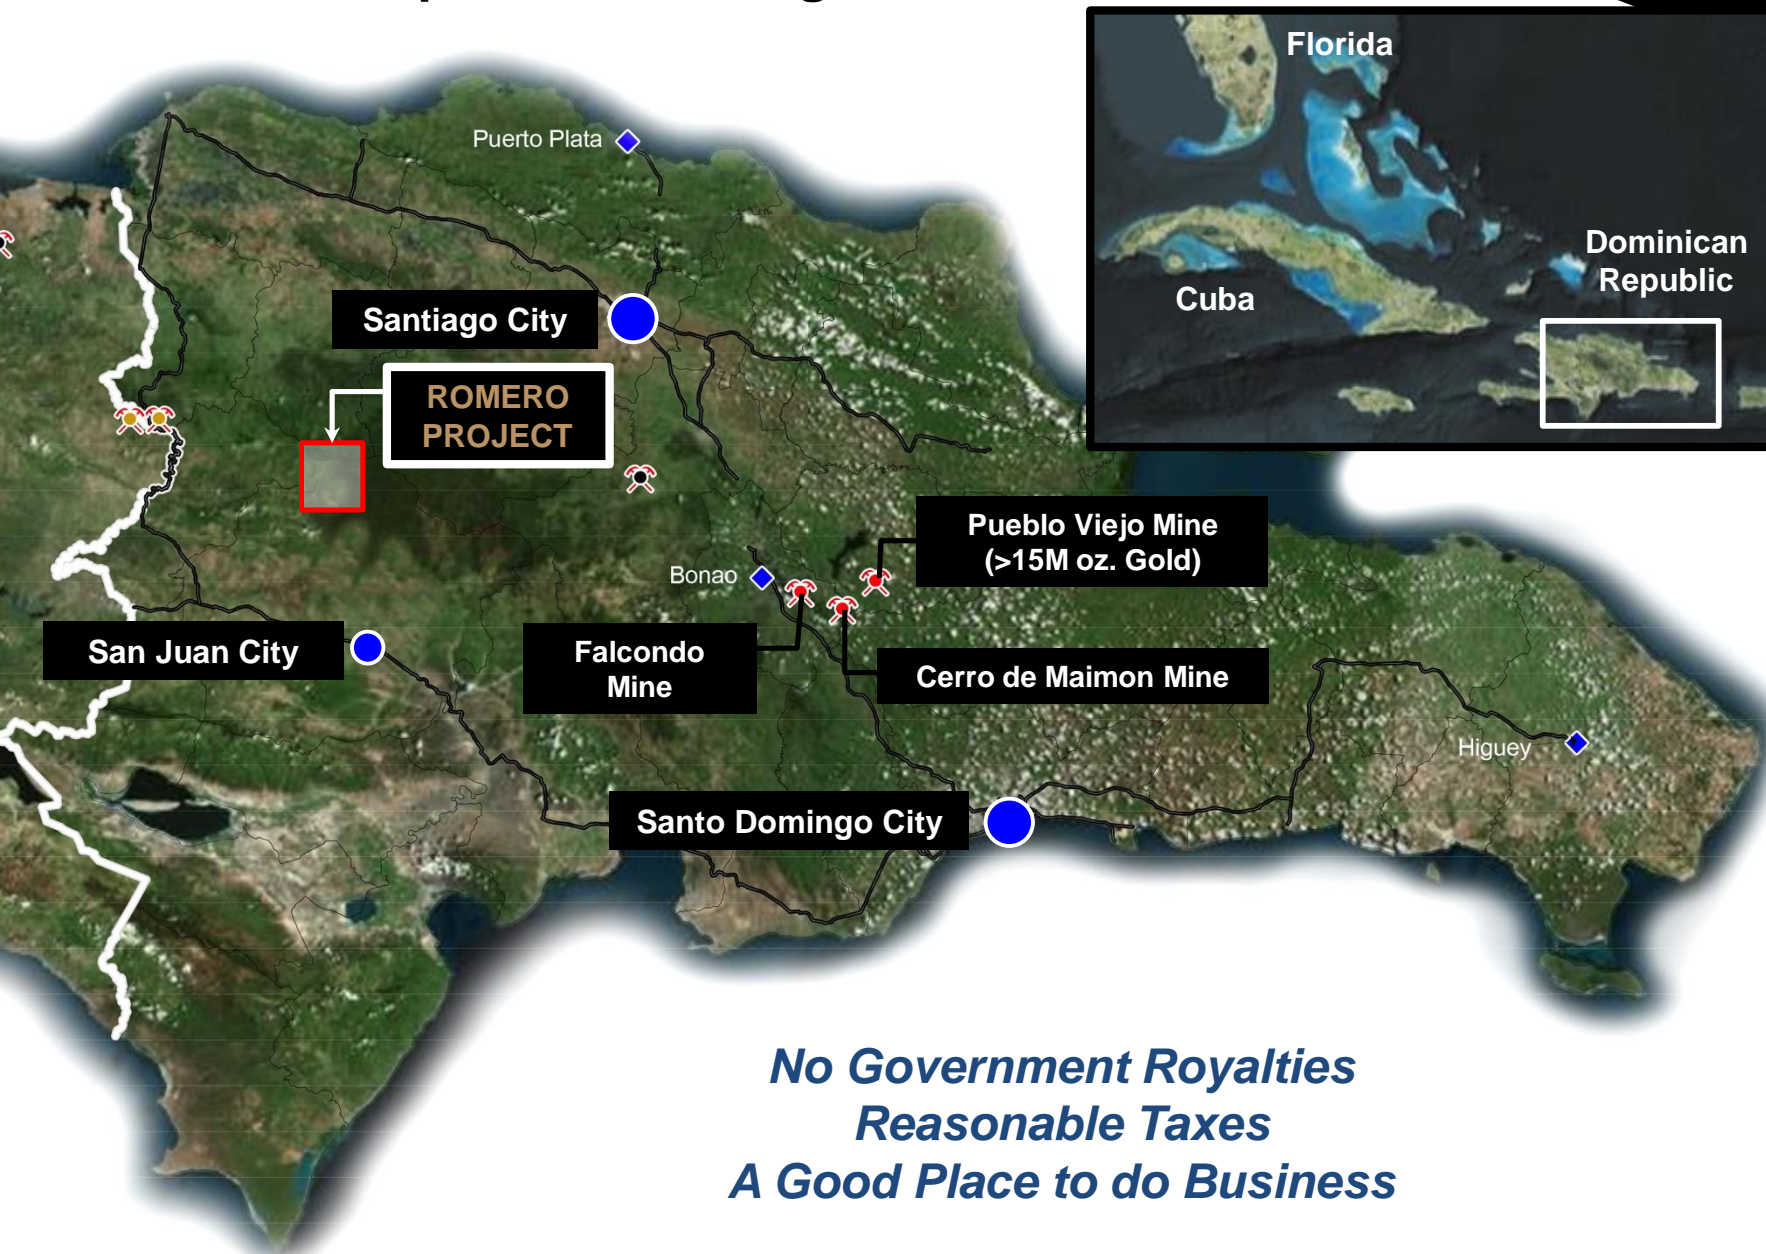 Florida
Puerto Plata
Dominican
Republic
Cuba
Santiago City
ROMERO
PROJECT
Pueblo Viejo Mine
(>15M oz. Gold)
Bonao
San Juan City
Falcondo
Mine
Cerro de Maimon Mine
Higuey
Santo Domingo City
No Government Royalties
Reasonable Taxes
A Good Place to do Business